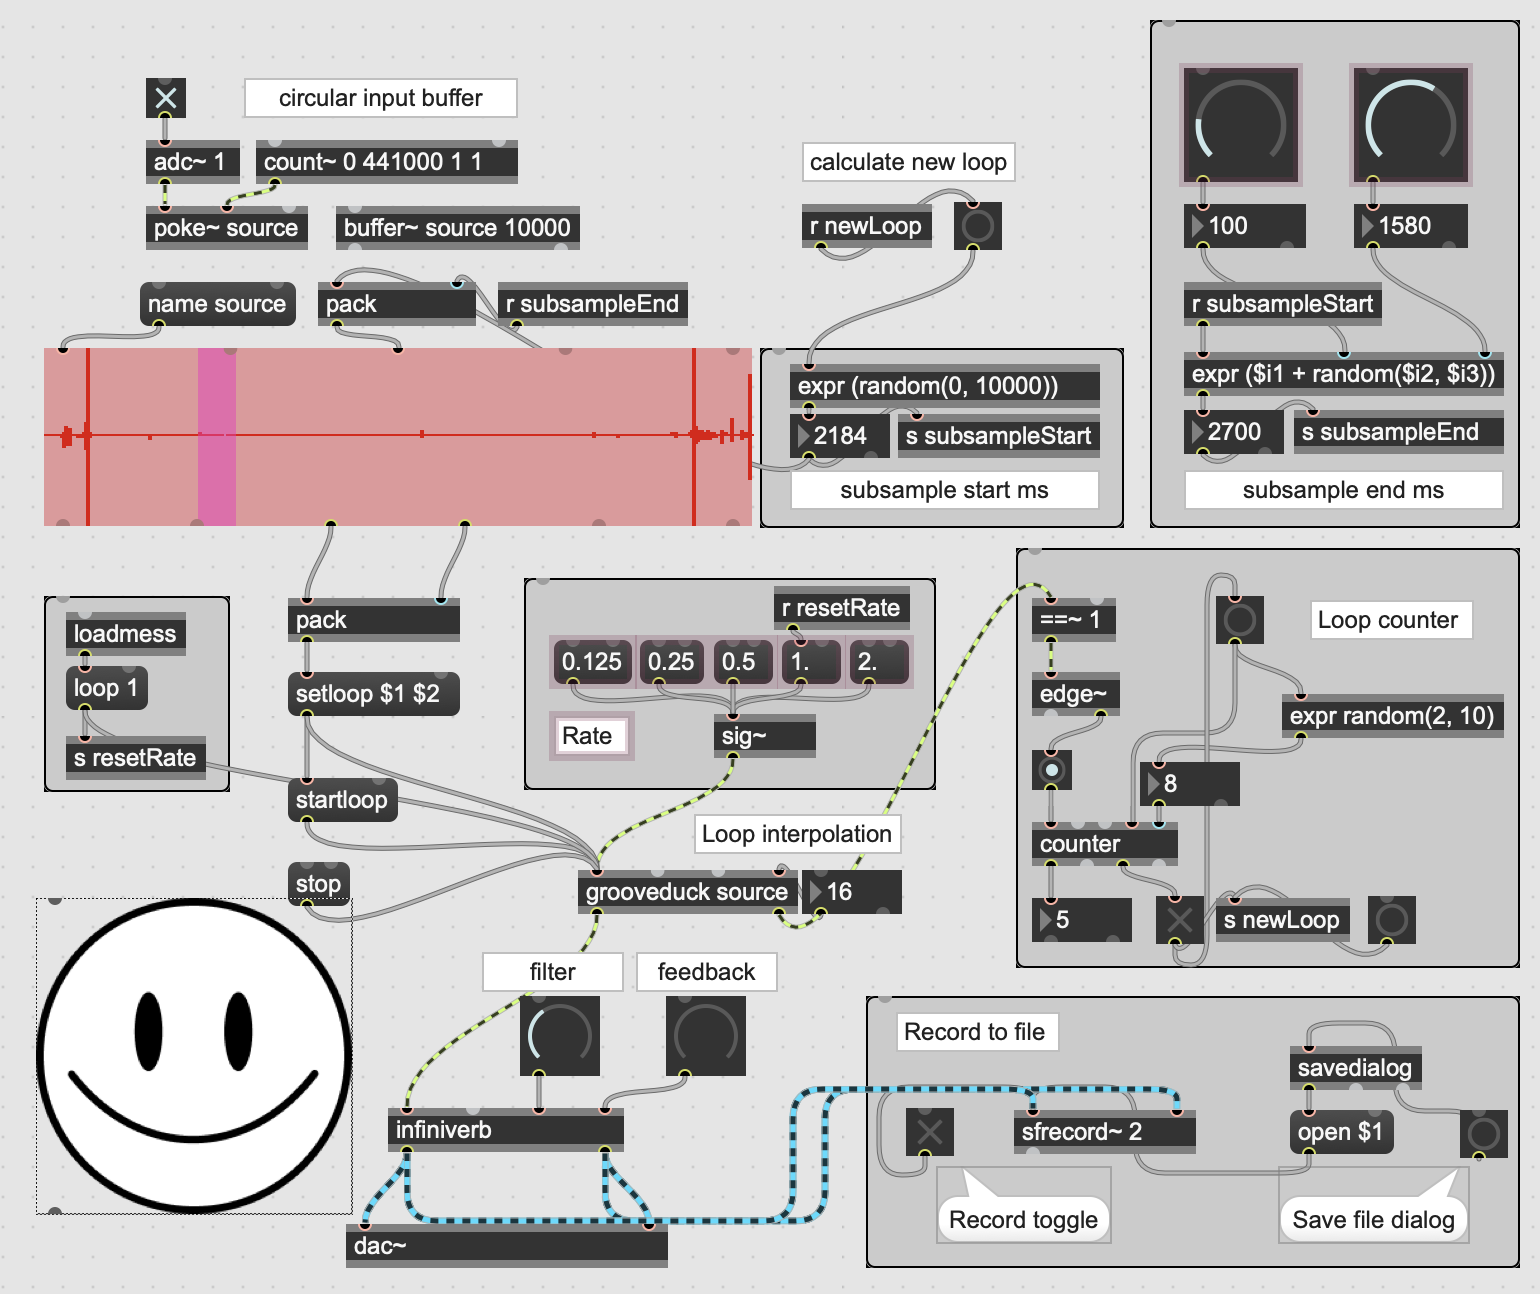 circular input buffer
adc~ 1
count~ 0 441000 1 1
poke~ source
buffer~ source 10000
name source
pack
r subsampleEnd
calculate new loop
r newLoop
expr (random(0, 10000))
2184
s subsampleStart
subsample start ms
100
1580
r subsampleStart
expr ($i1 + random($i2, $i3))
2700
s subsampleEnd
subsample end ms
loadmess
loop 1
s resetRate
pack
setloop $1 $2
startloop
stop
r resetRate
0.125
0.25
0.5
1.
2.
Rate
sig~
Loop interpolation
grooveduck source
16
==~ 1
edge~
Loop counter
expr random(2, 10)
8
counter
5
s newLoop
filter
feedback
infiniverb
dac~
Record to file
savedialog
sfrecord~ 2
open $1
Record toggle
Save file dialog